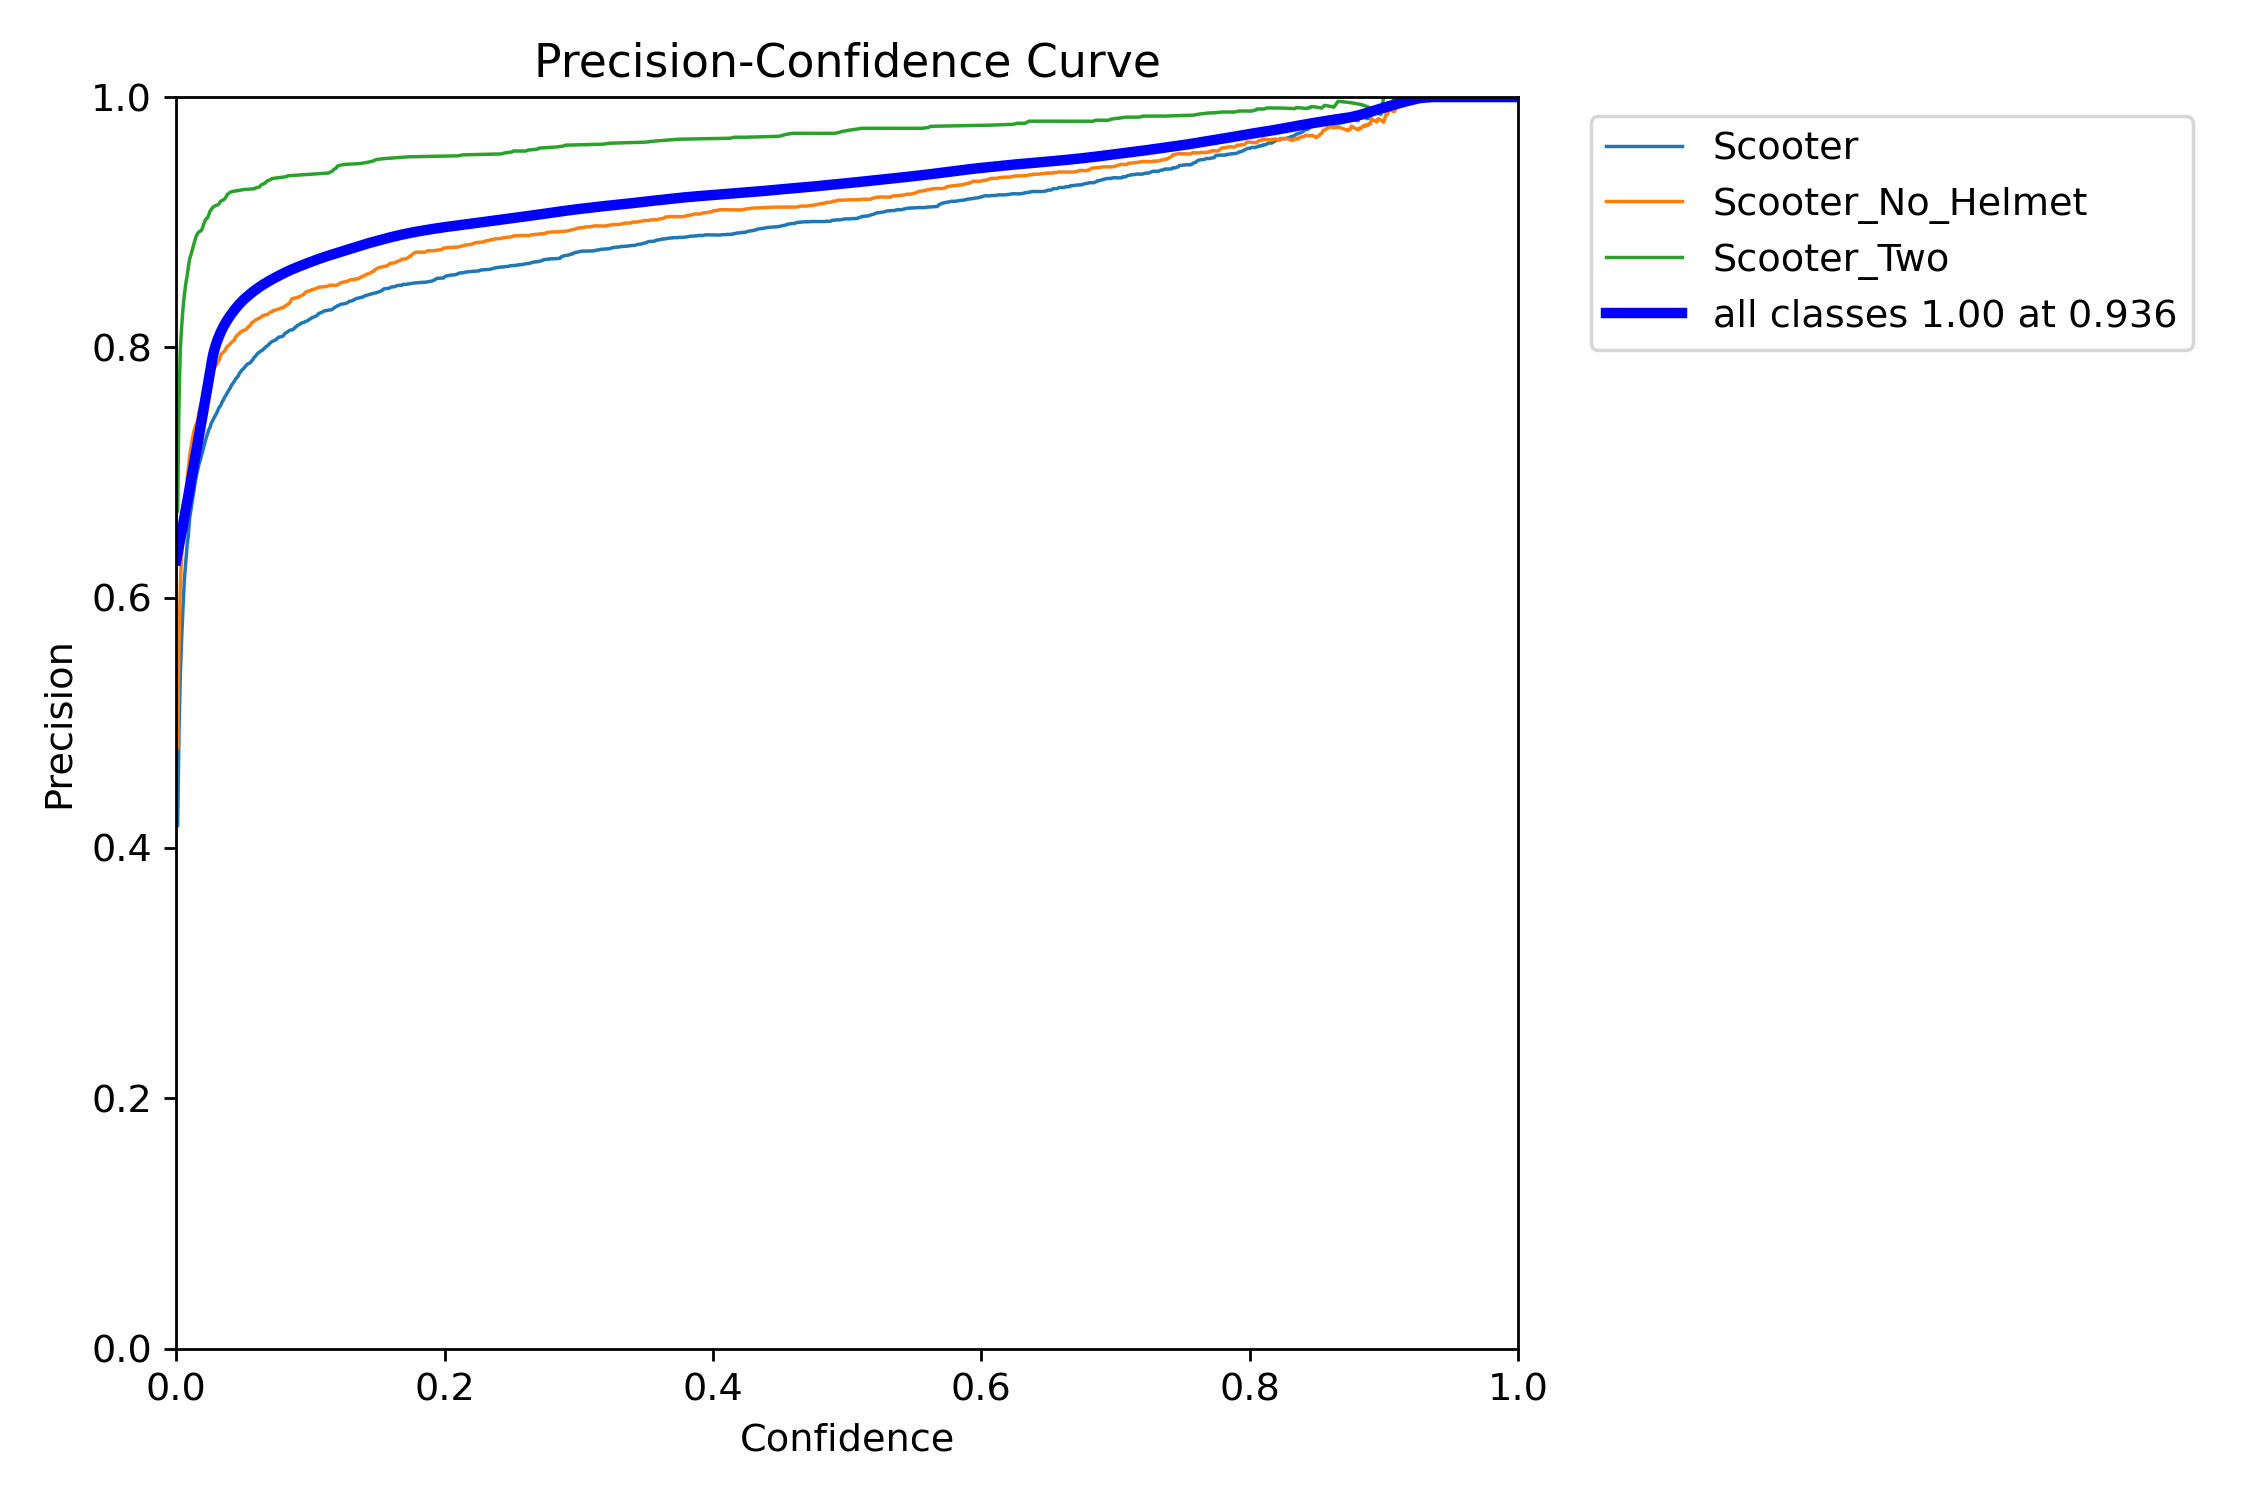 Precision-Confidence Curve
1.0
0.8
0.6
0.4
0.2
0.0
Precision
0.0 0.2 0.4 0.6 0.8 1.0
Confidence
Scooter
Scooter_No_Helmet
Scooter_Two
all classes 1.00 at 0.936